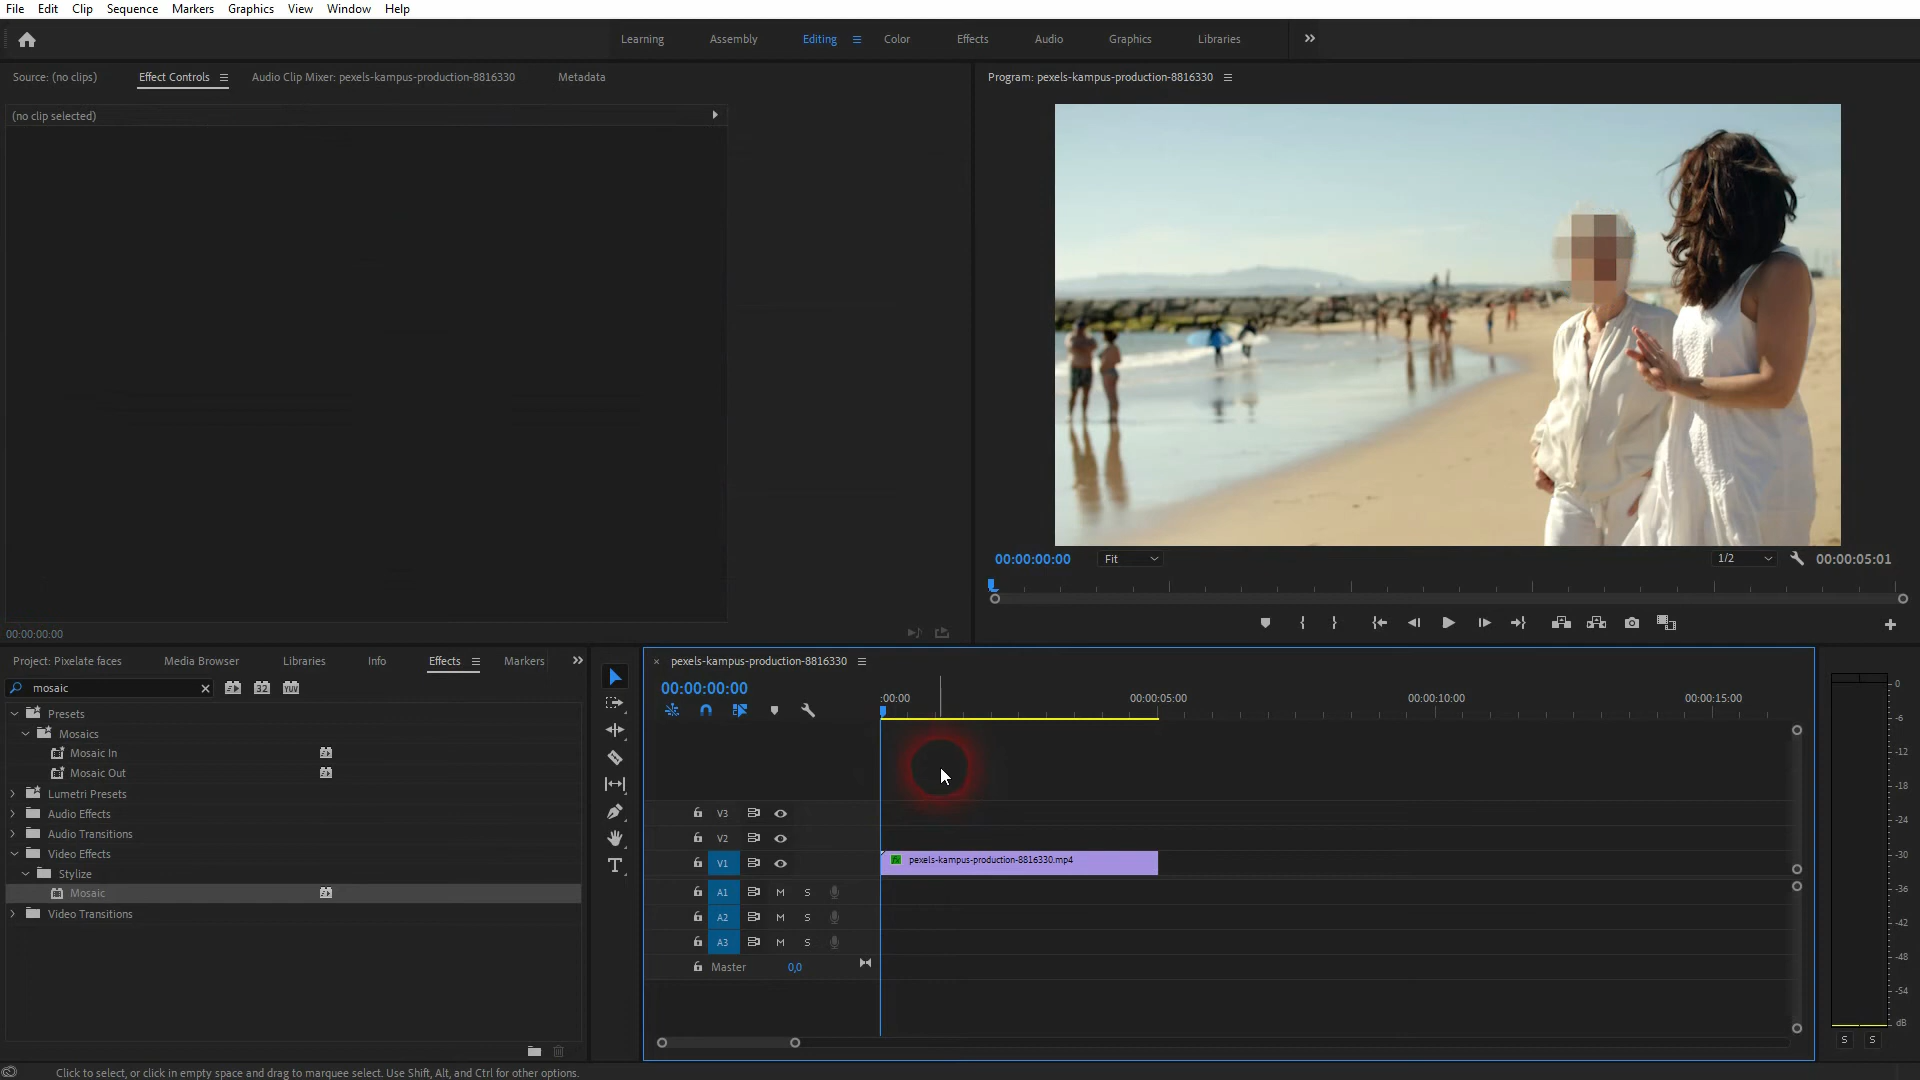 File Edit Clip Sequence Markers Graphics View Window Help
Learning Assembly Editing Color Effects Audio Graphics Libraries
Source: (no clips) Effect Controls Audio Clip Mixer: pexels-kampus-production-8816330 Metadata
Program: pexels-kampus-production-8816330
(no clip selected)
00:00:00:00 Fit 1/2 00:00:05:01
00:00:00:00
Project: Pixelate faces Media Browser Libraries Info Effects Markers
mosaic
32 YUV
Presets
Mosaics
Mosaic In
Mosaic Out
Lumetri Presets
Audio Effects
Audio Transitions
Video Effects
Stylize
Mosaic
Video Transitions
T
pexels-kampus-production-8816330
00:00:00:00
:00:00 00:00:05:00 00:00:10:00 00:00:15:00
V3
V2
V1 fx pexels-kampus-production-8816330.mp4
A1 M S
A2 M S
A3 M S
Master 0,0
0
-6
-12
-18
-24
-30
-36
-42
-48
-54
dB
S S
Click to select, or click in empty space and drag to marquee select. Use Shift, Alt, and Ctrl for other options.